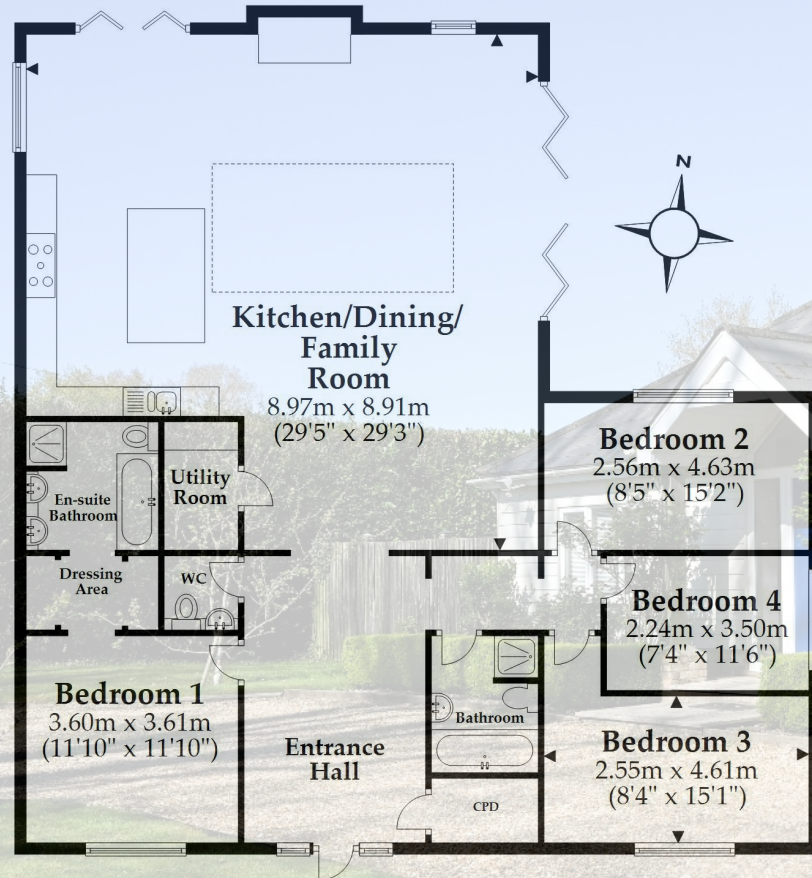 N
Kitchen/Dining/
Family
Room
8.97m x 8.91m
(29'5" x 29'3")
Bedroom 2
2.56m x 4.63m
(8'5" x 15'2")
Utility
Room
En-suite
Bathroom
Dressing
Area
WC
Bedroom 4
2.24m x 3.50m
(7'4" x 11'6")
Bedroom 1
3.60m x 3.61m
(11'10" x 11'10")
Entrance
Hall
Bathroom
Bedroom 3
2.55m x 4.61m
(8'4" x 15'1")
CPD